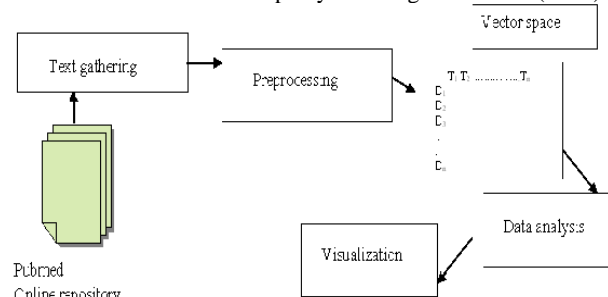 Vector space
Text gathering
Preprocessing
T₁ T₂ .............. Tₙ
D₁
D₂
D₃
.
.
Dₙ
Data analysis
Visualization
Pubmed
Online repository